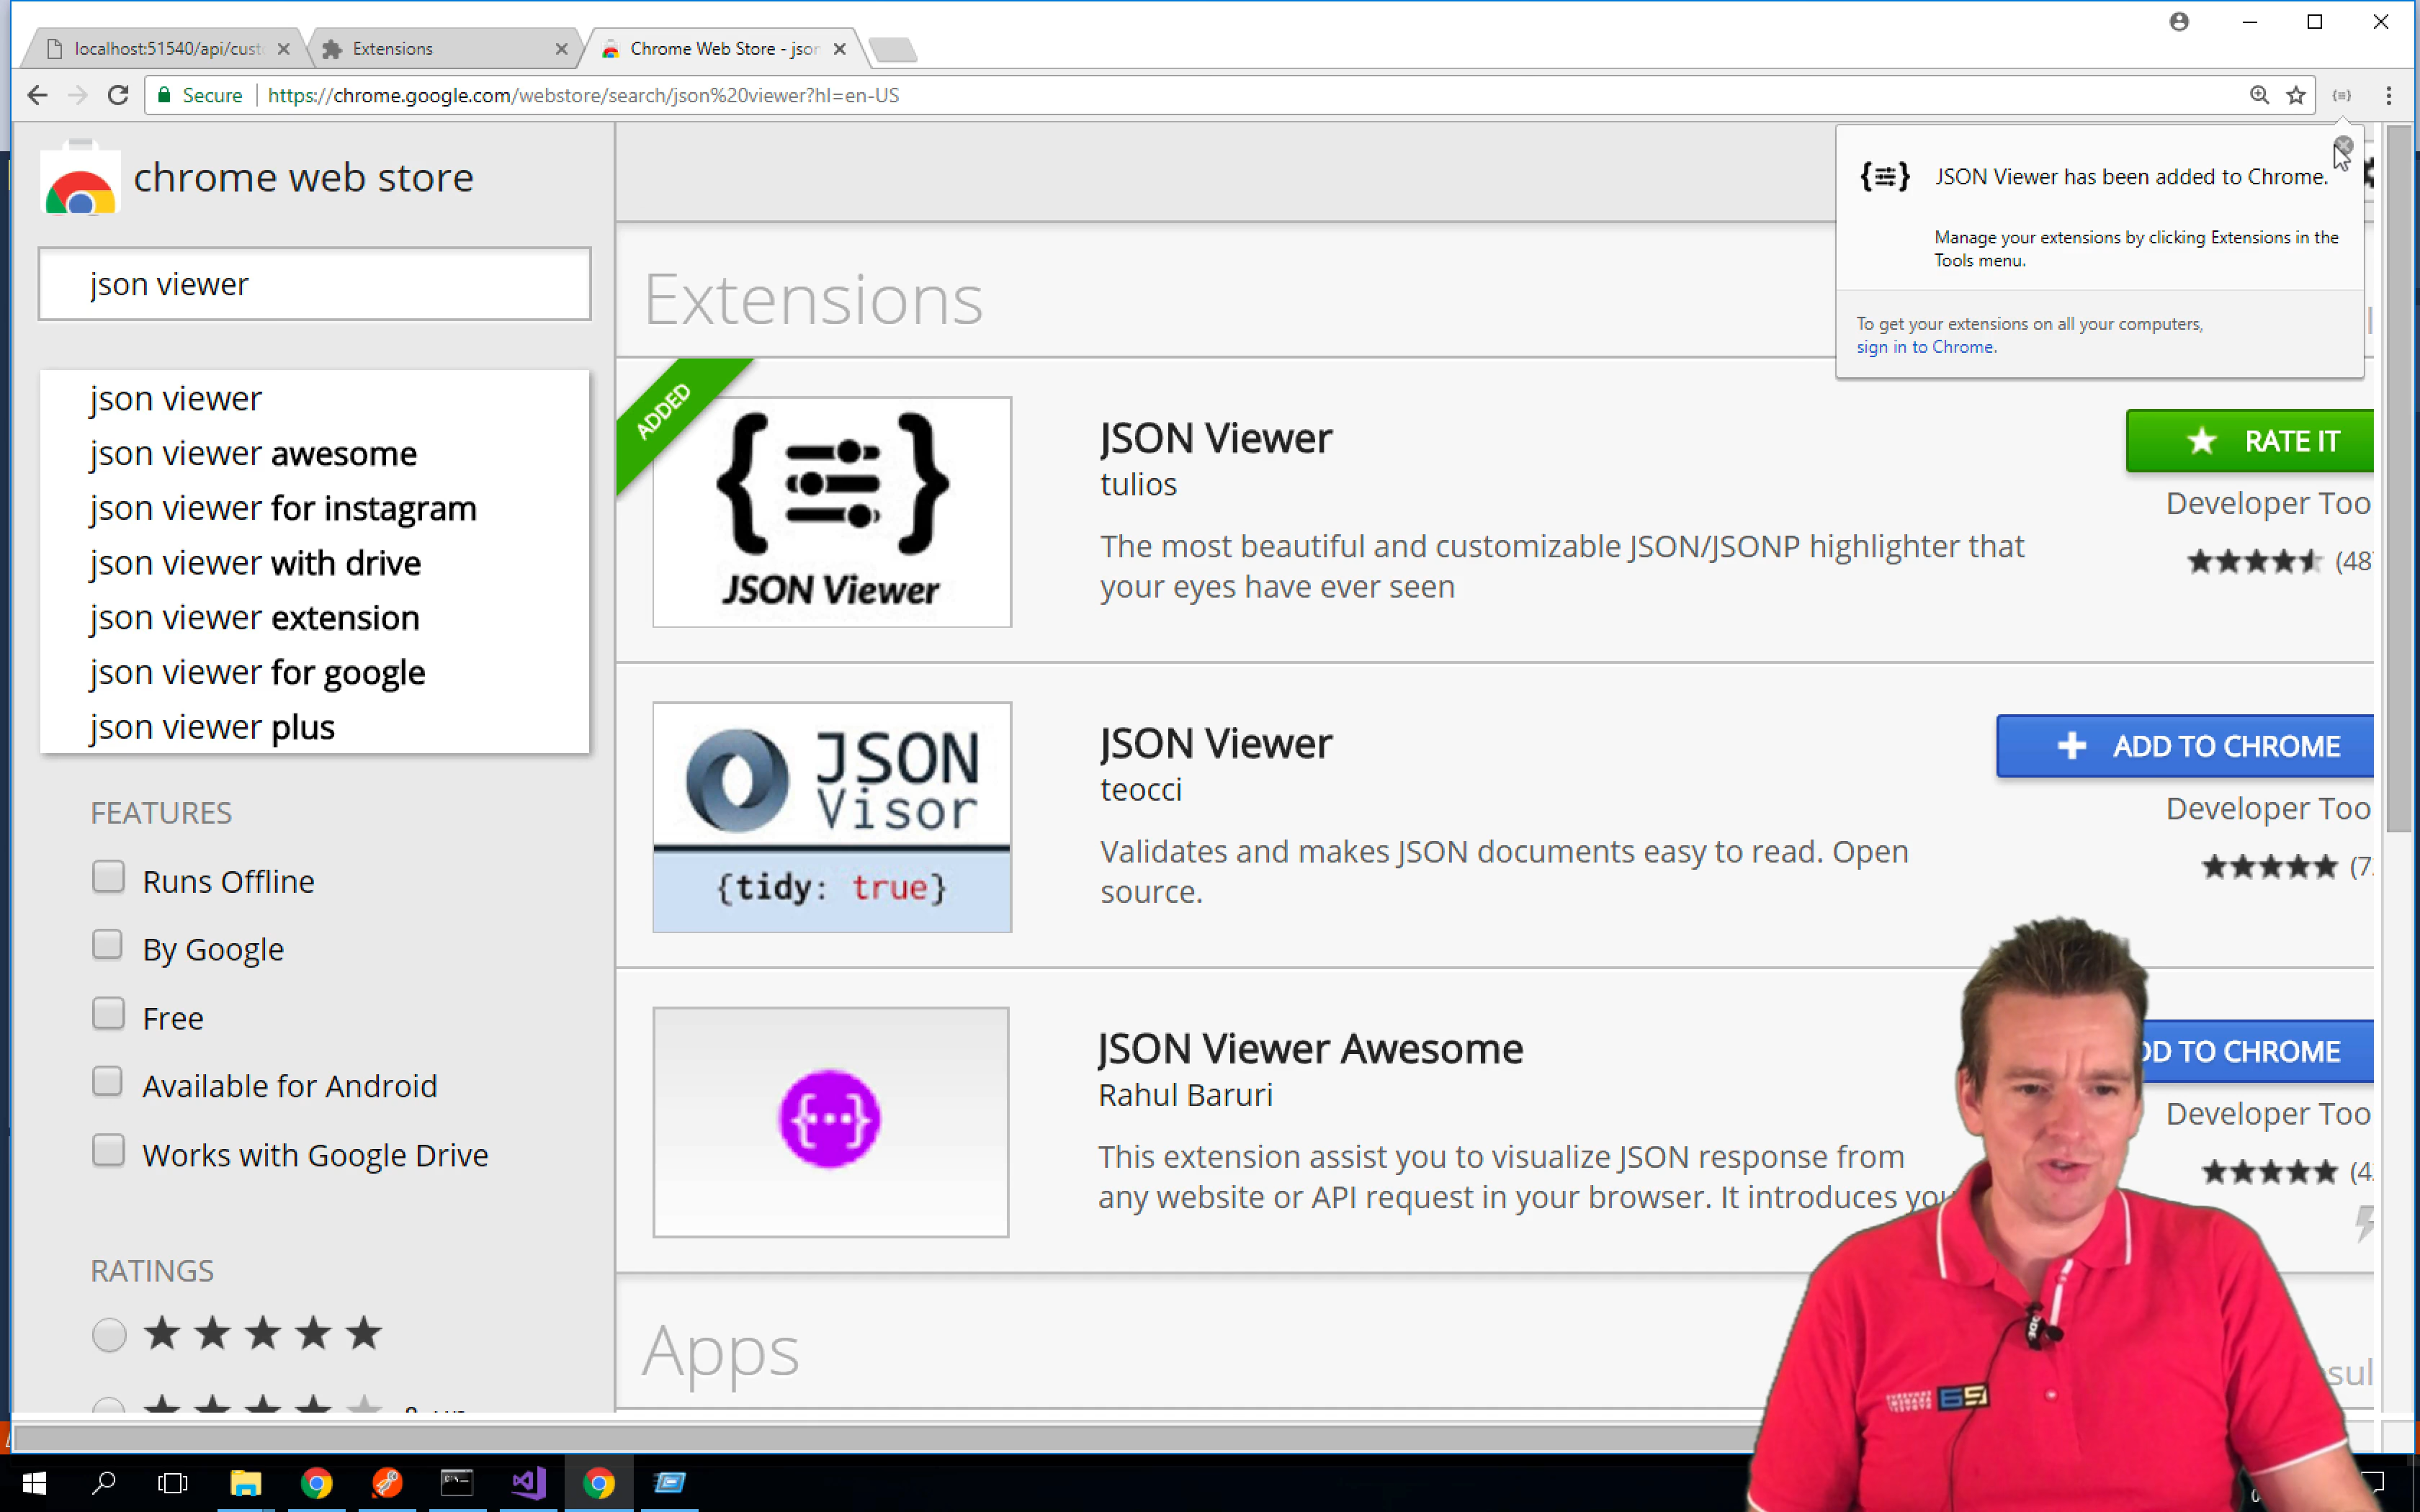 localhost:51540/api/cust
Extensions
Chrome Web Store - json
Secure
https://chrome.google.com/webstore/search/json%20viewer?hl=en-US
chrome web store
json viewer
json viewer
json viewer awesome
json viewer for instagram
json viewer with drive
json viewer extension
json viewer for google
json viewer plus
FEATURES
Runs Offline
By Google
Free
Available for Android
Works with Google Drive
RATINGS
JSON Viewer has been added to Chrome.
Manage your extensions by clicking Extensions in the
Tools menu.
To get your extensions on all your computers,
sign in to Chrome.
Extensions
ADDED
JSON Viewer
JSON Viewer
tulios
The most beautiful and customizable JSON/JSONP highlighter that
your eyes have ever seen
RATE IT
Developer Too
(48
JSON
Visor
{tidy: true}
JSON Viewer
teocci
Validates and makes JSON documents easy to read. Open
source.
ADD TO CHROME
Developer Too
(7
JSON Viewer Awesome
Rahul Baruri
This extension assist you to visualize JSON response from
any website or API request in your browser. It introduces you
DD TO CHROME
Developer Too
(4
Apps
sul